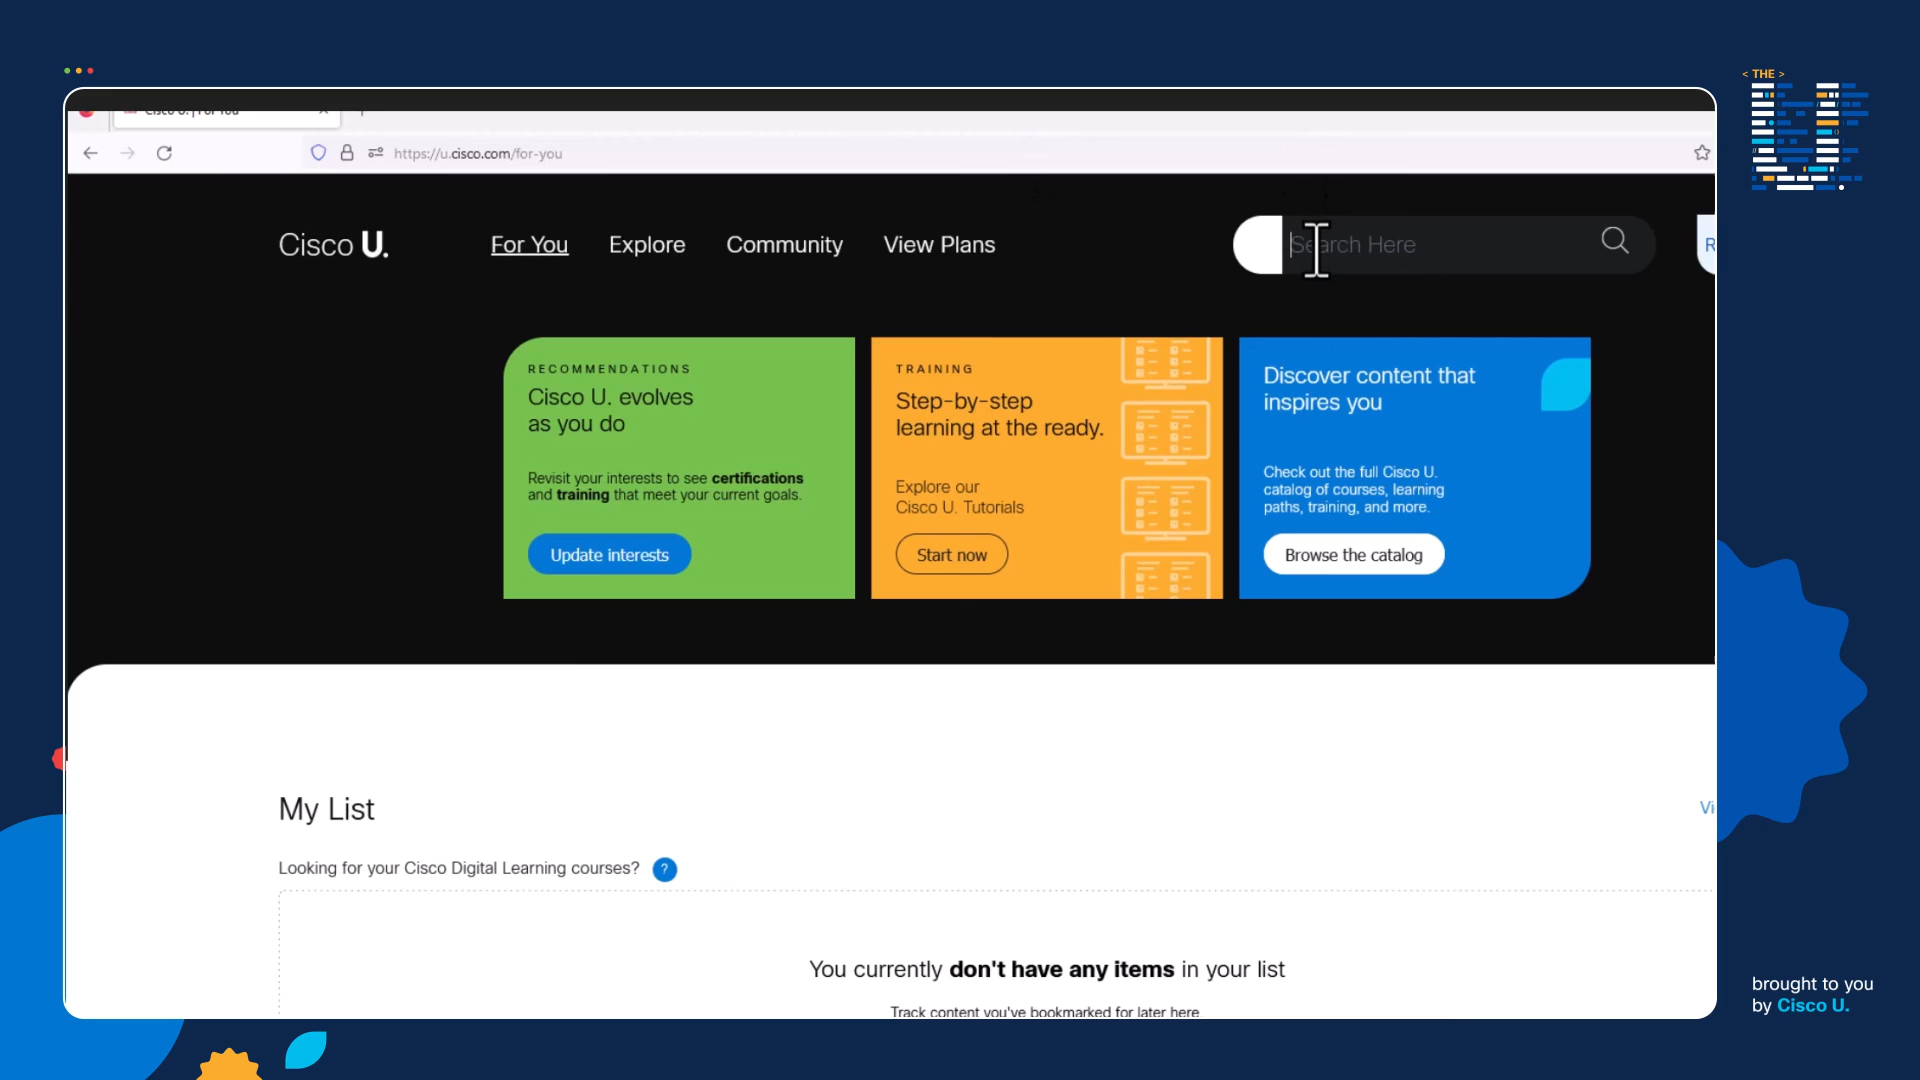 < THE >
Cisco U. | For You
https://u.cisco.com/for-you
Cisco U.
For You
Explore
Community
View Plans
Search Here
R
RECOMMENDATIONS
Cisco U. evolves
as you do
Revisit your interests to see certifications
and training that meet your current goals.
Update interests
TRAINING
Step-by-step
learning at the ready.
Explore our
Cisco U. Tutorials
Start now
Discover content that
inspires you
Check out the full Cisco U.
catalog of courses, learning
paths, training, and more.
Browse the catalog
My List
Vi
Looking for your Cisco Digital Learning courses?
?
You currently don't have any items in your list
Track content you've bookmarked for later here
brought to you
by Cisco U.